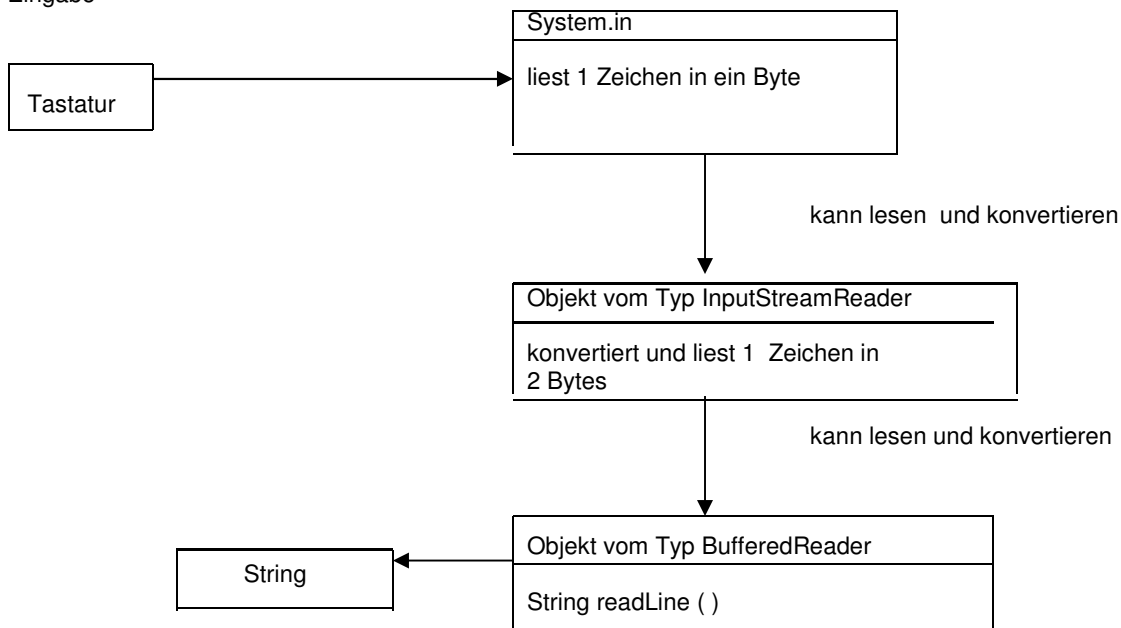 Eingabe
System.in
liest 1 Zeichen in ein Byte
Tastatur
kann lesen und konvertieren
Objekt vom Typ InputStreamReader
konvertiert und liest 1 Zeichen in
2 Bytes
kann lesen und konvertieren
Objekt vom Typ BufferedReader
String
String readLine ( )